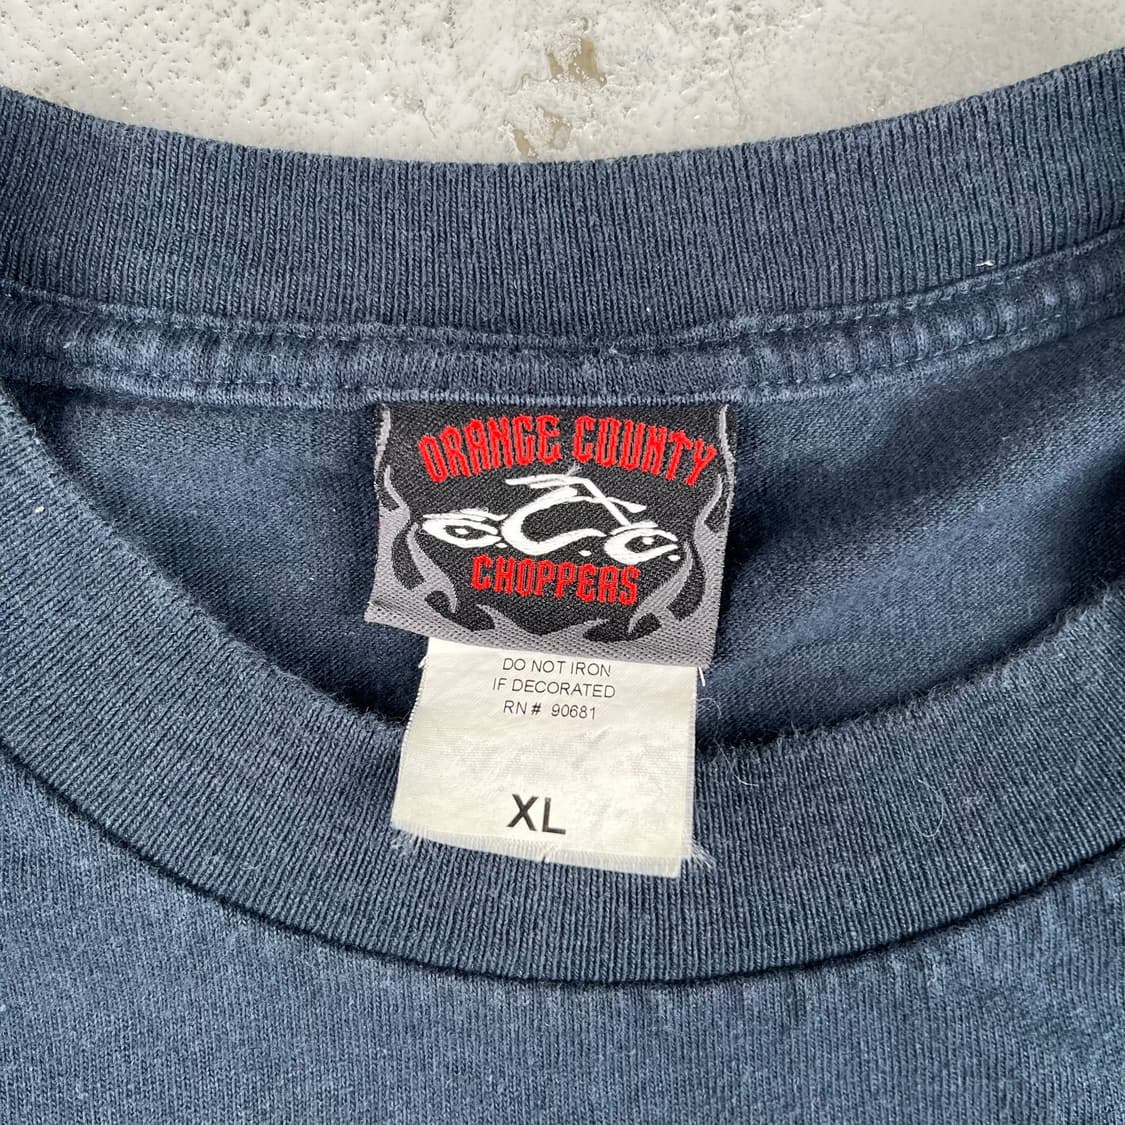 ORANGE COUNTY
O.C.C.
CHOPPERS
DO NOT IRON
IF DECORATED
RN# 90681
XL